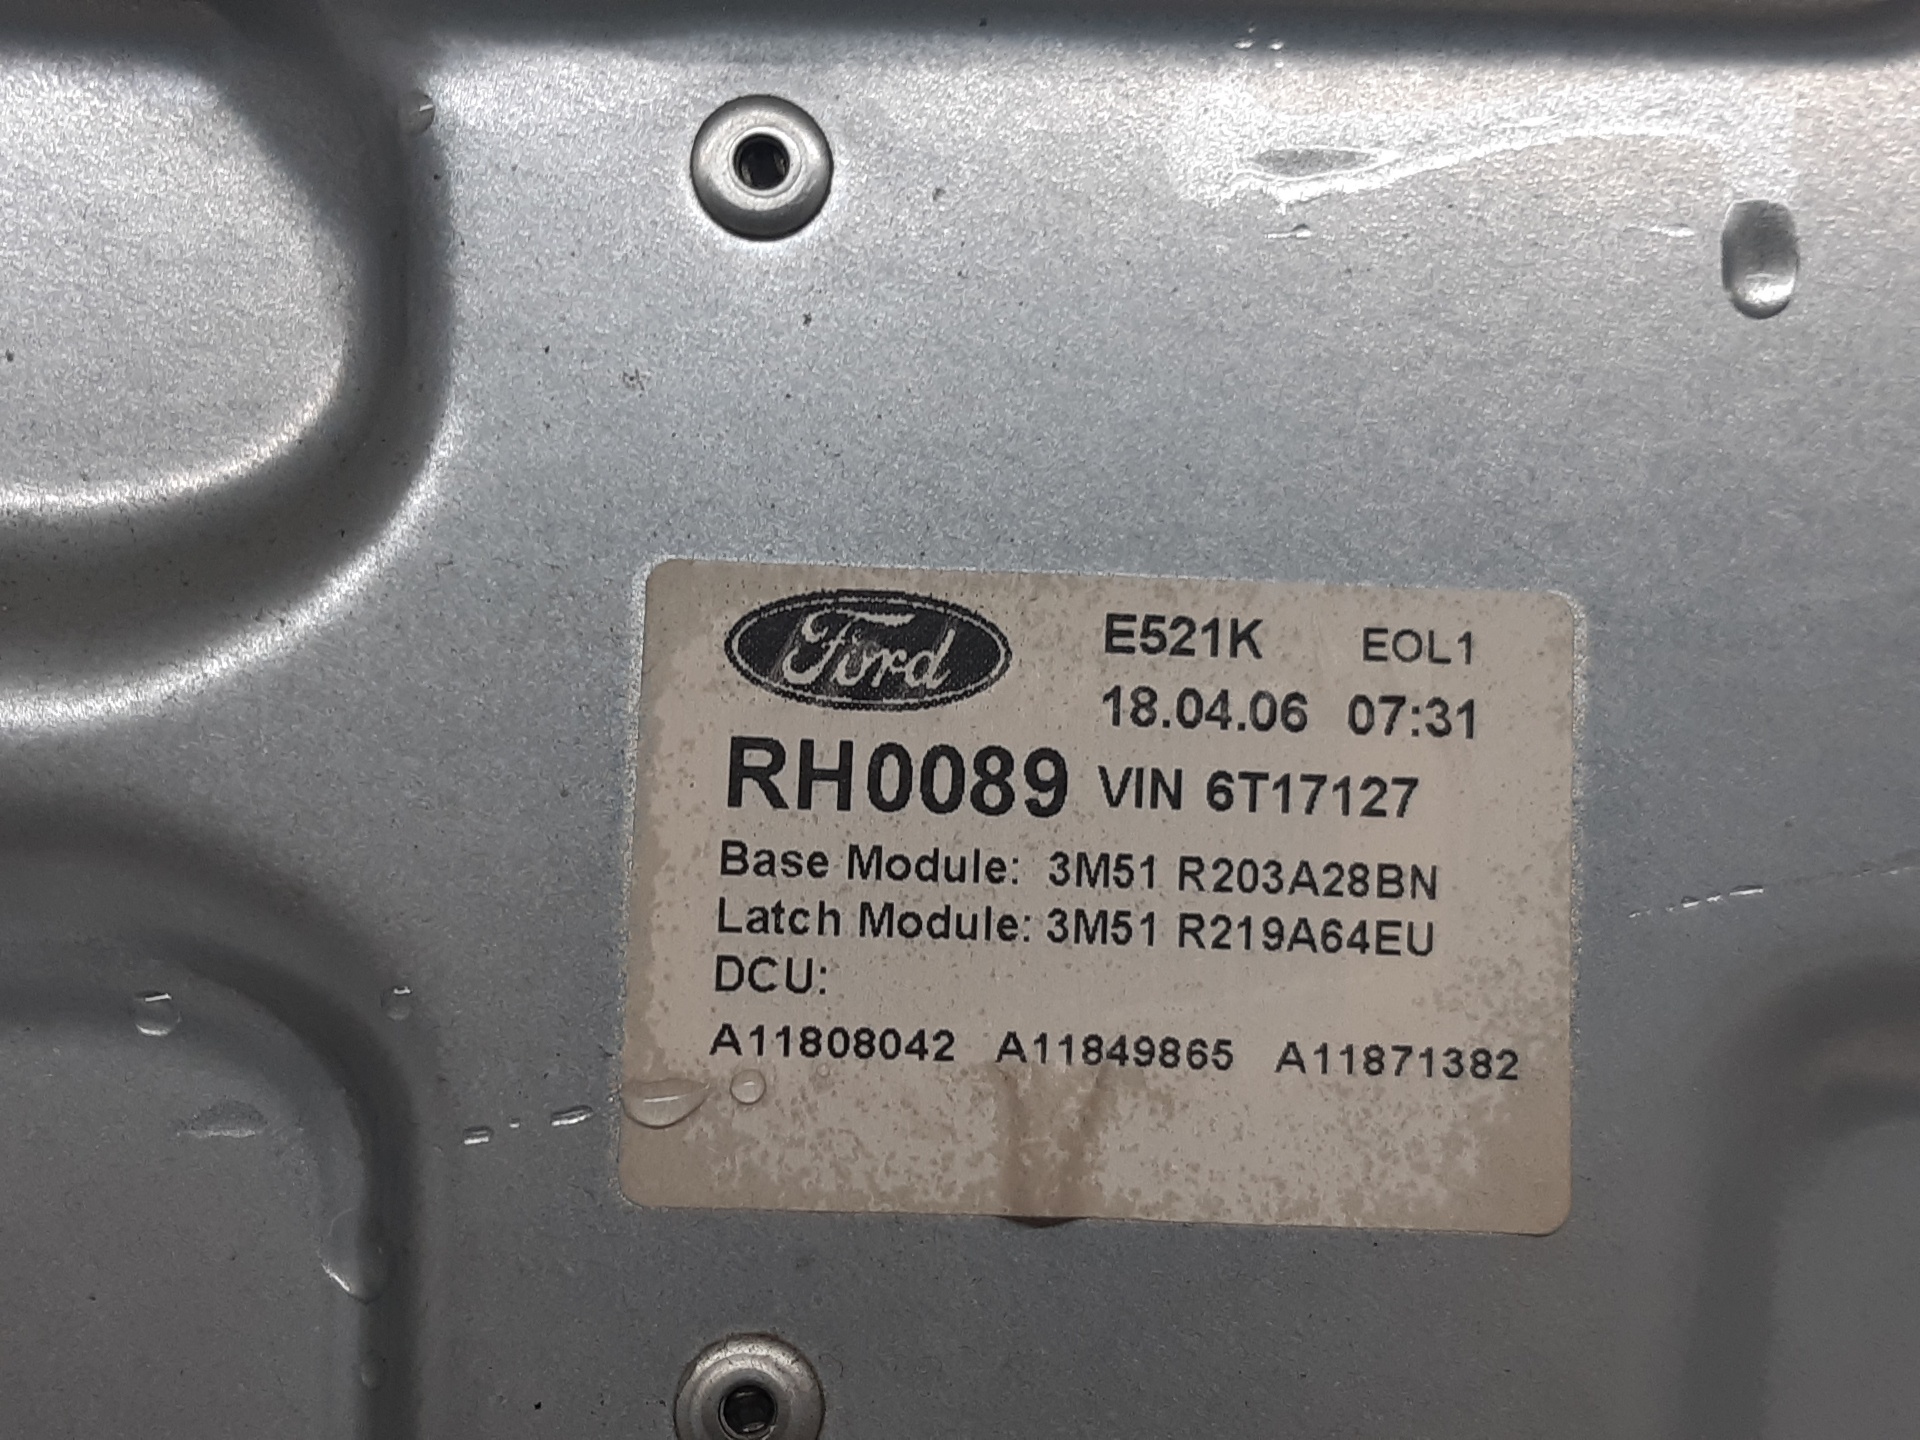 Ford E521K EOL1
18.04.06 07:31
RH0089 VIN 6T17127
Base Module: 3M51 R203A28BN
Latch Module: 3M51 R219A64EU
DCU:
A11808042 A11849865 A11871382